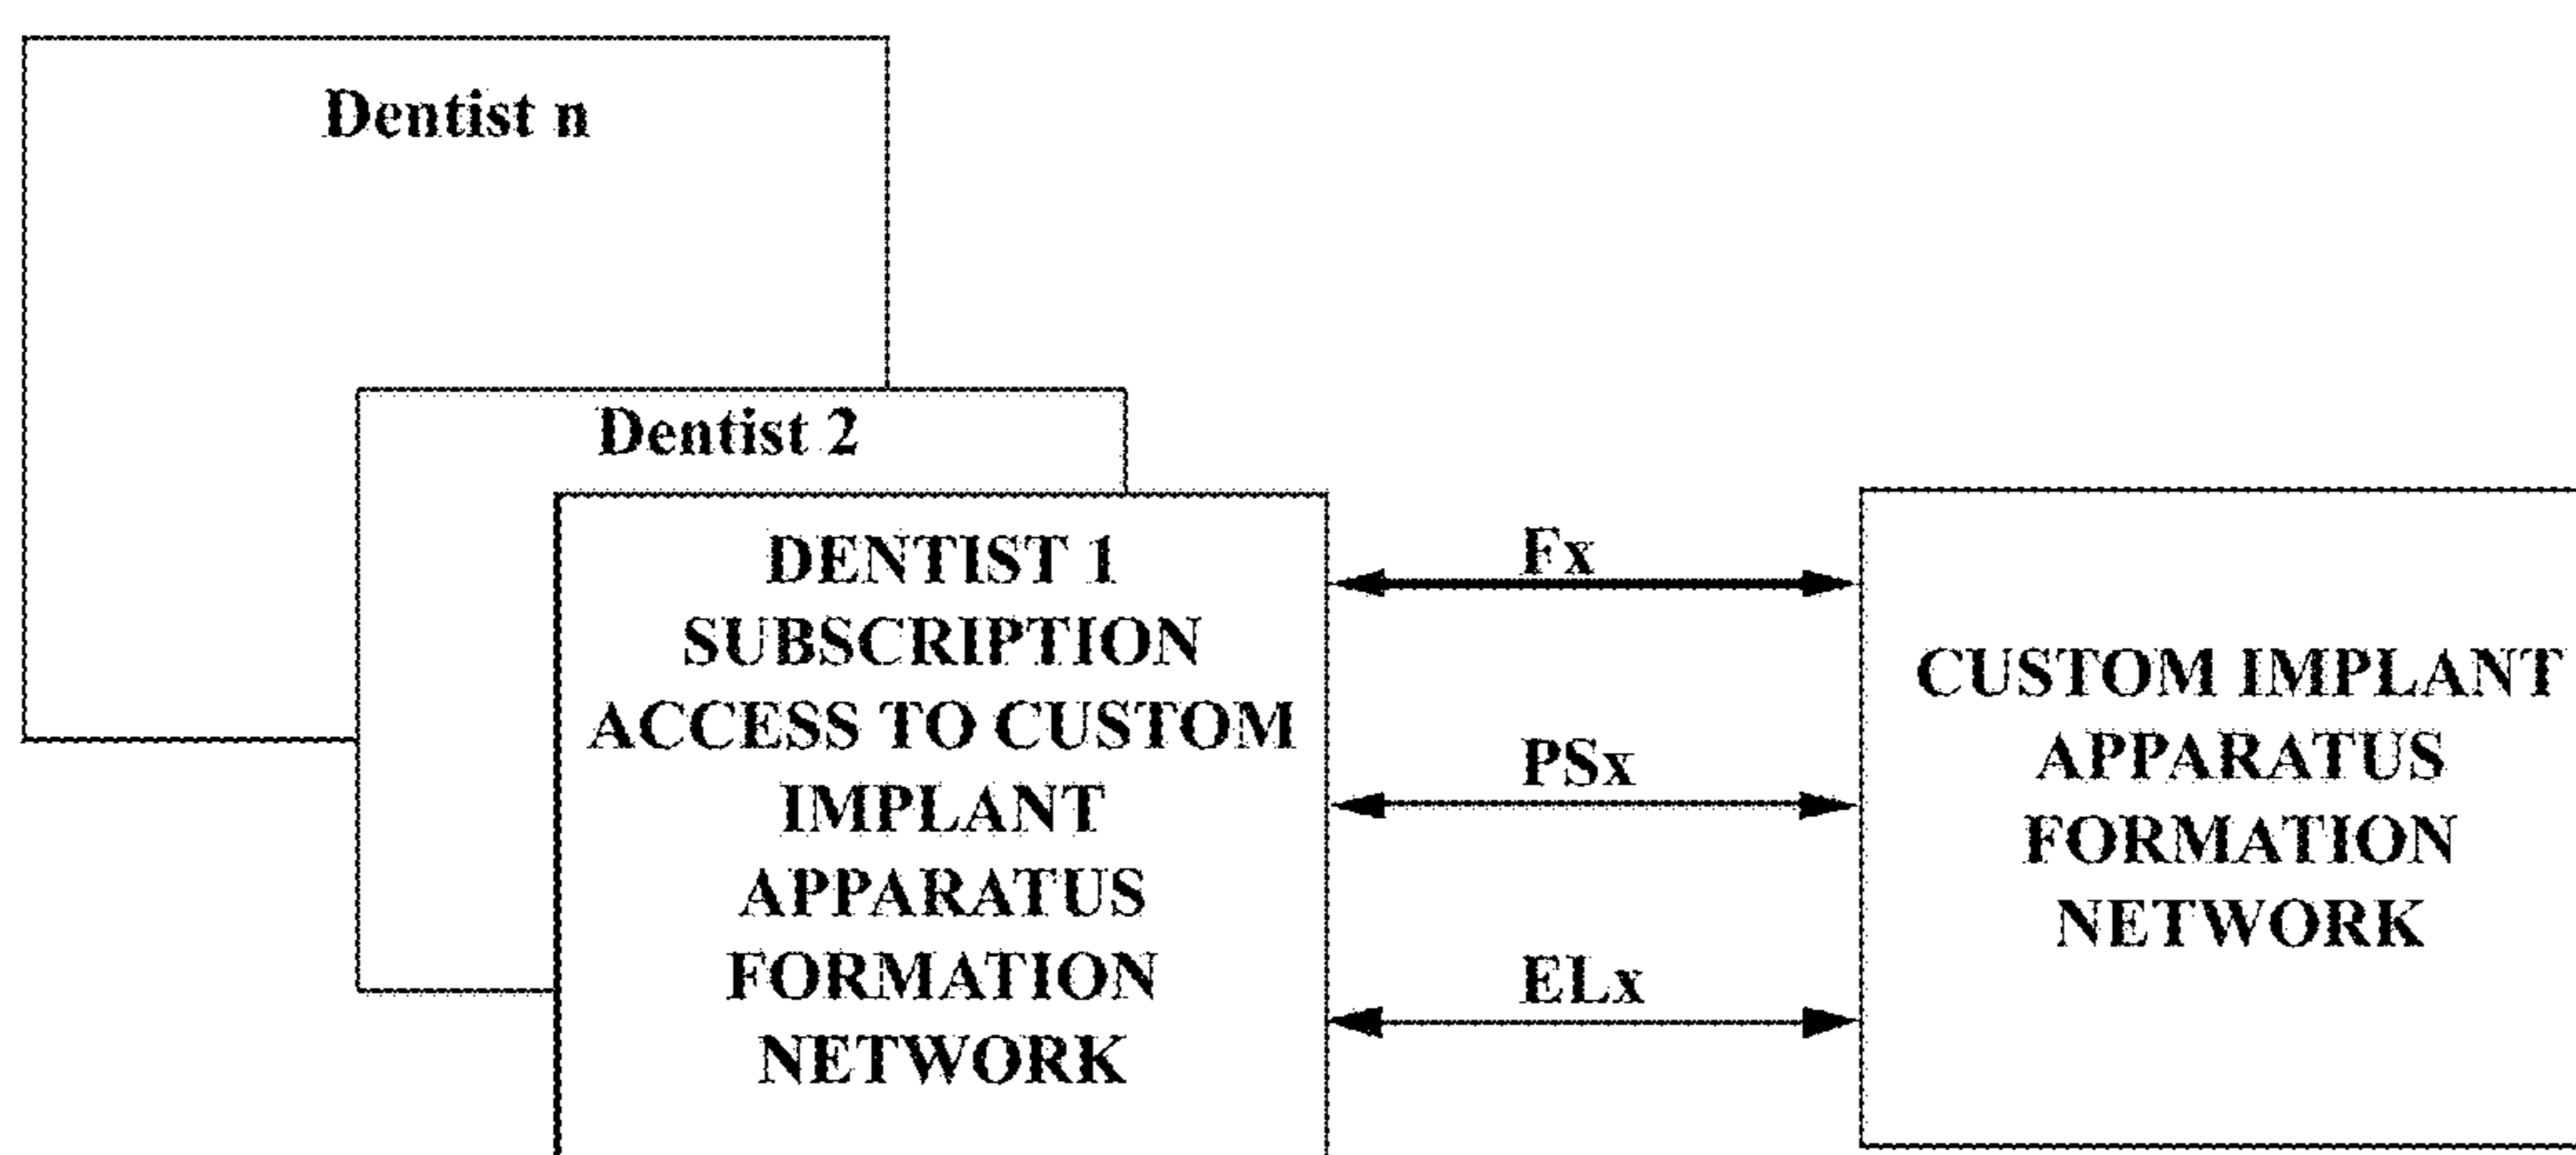 Dentist n
Dentist 2
DENTIST 1
SUBSCRIPTION
ACCESS TO CUSTOM
IMPLANT
APPARATUS
FORMATION
NETWORK
Fx
PSx
ELx
CUSTOM IMPLANT
APPARATUS
FORMATION
NETWORK